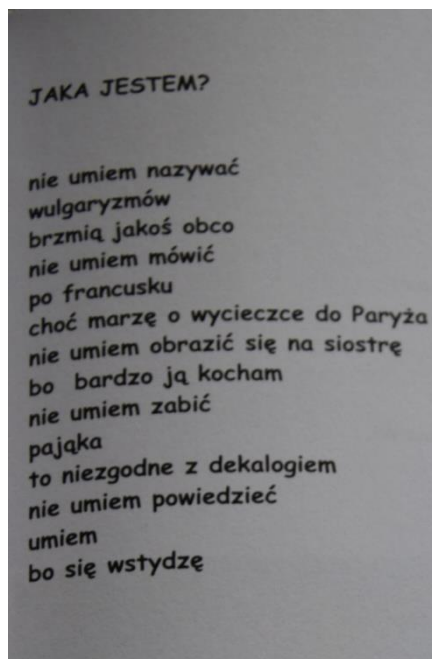 JAKA JESTEM?
nie umiem nazywać
wulgaryzmów
brzmią jakoś obco
nie umiem mówić
po francusku
choć marzę o wycieczce do Paryża
nie umiem obrazić się na siostrę
bo bardzo ją kocham
nie umiem zabić
pająka
to niezgodne z dekalogiem
nie umiem powiedzieć
umiem
bo się wstydzę